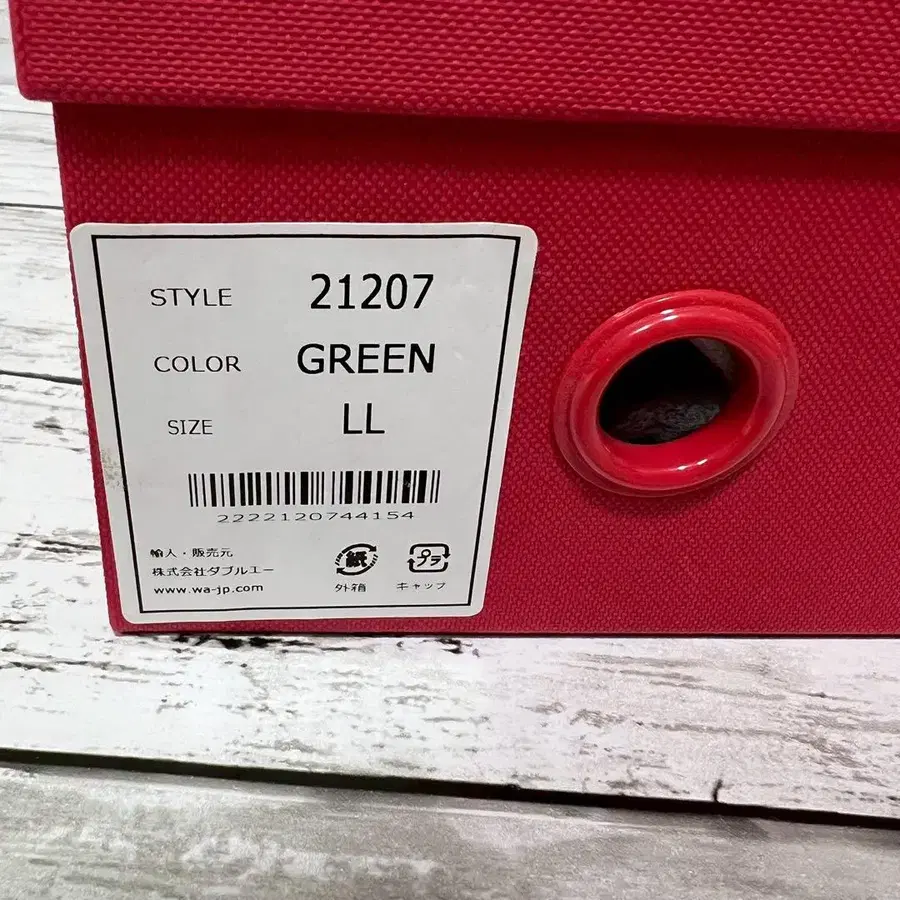 STYLE 21207
COLOR GREEN
SIZE LL
2222120744154
輸入・販売元
株式会社ダブルエー
www.wa-jp.com
紙 プラ
外箱 キャップ